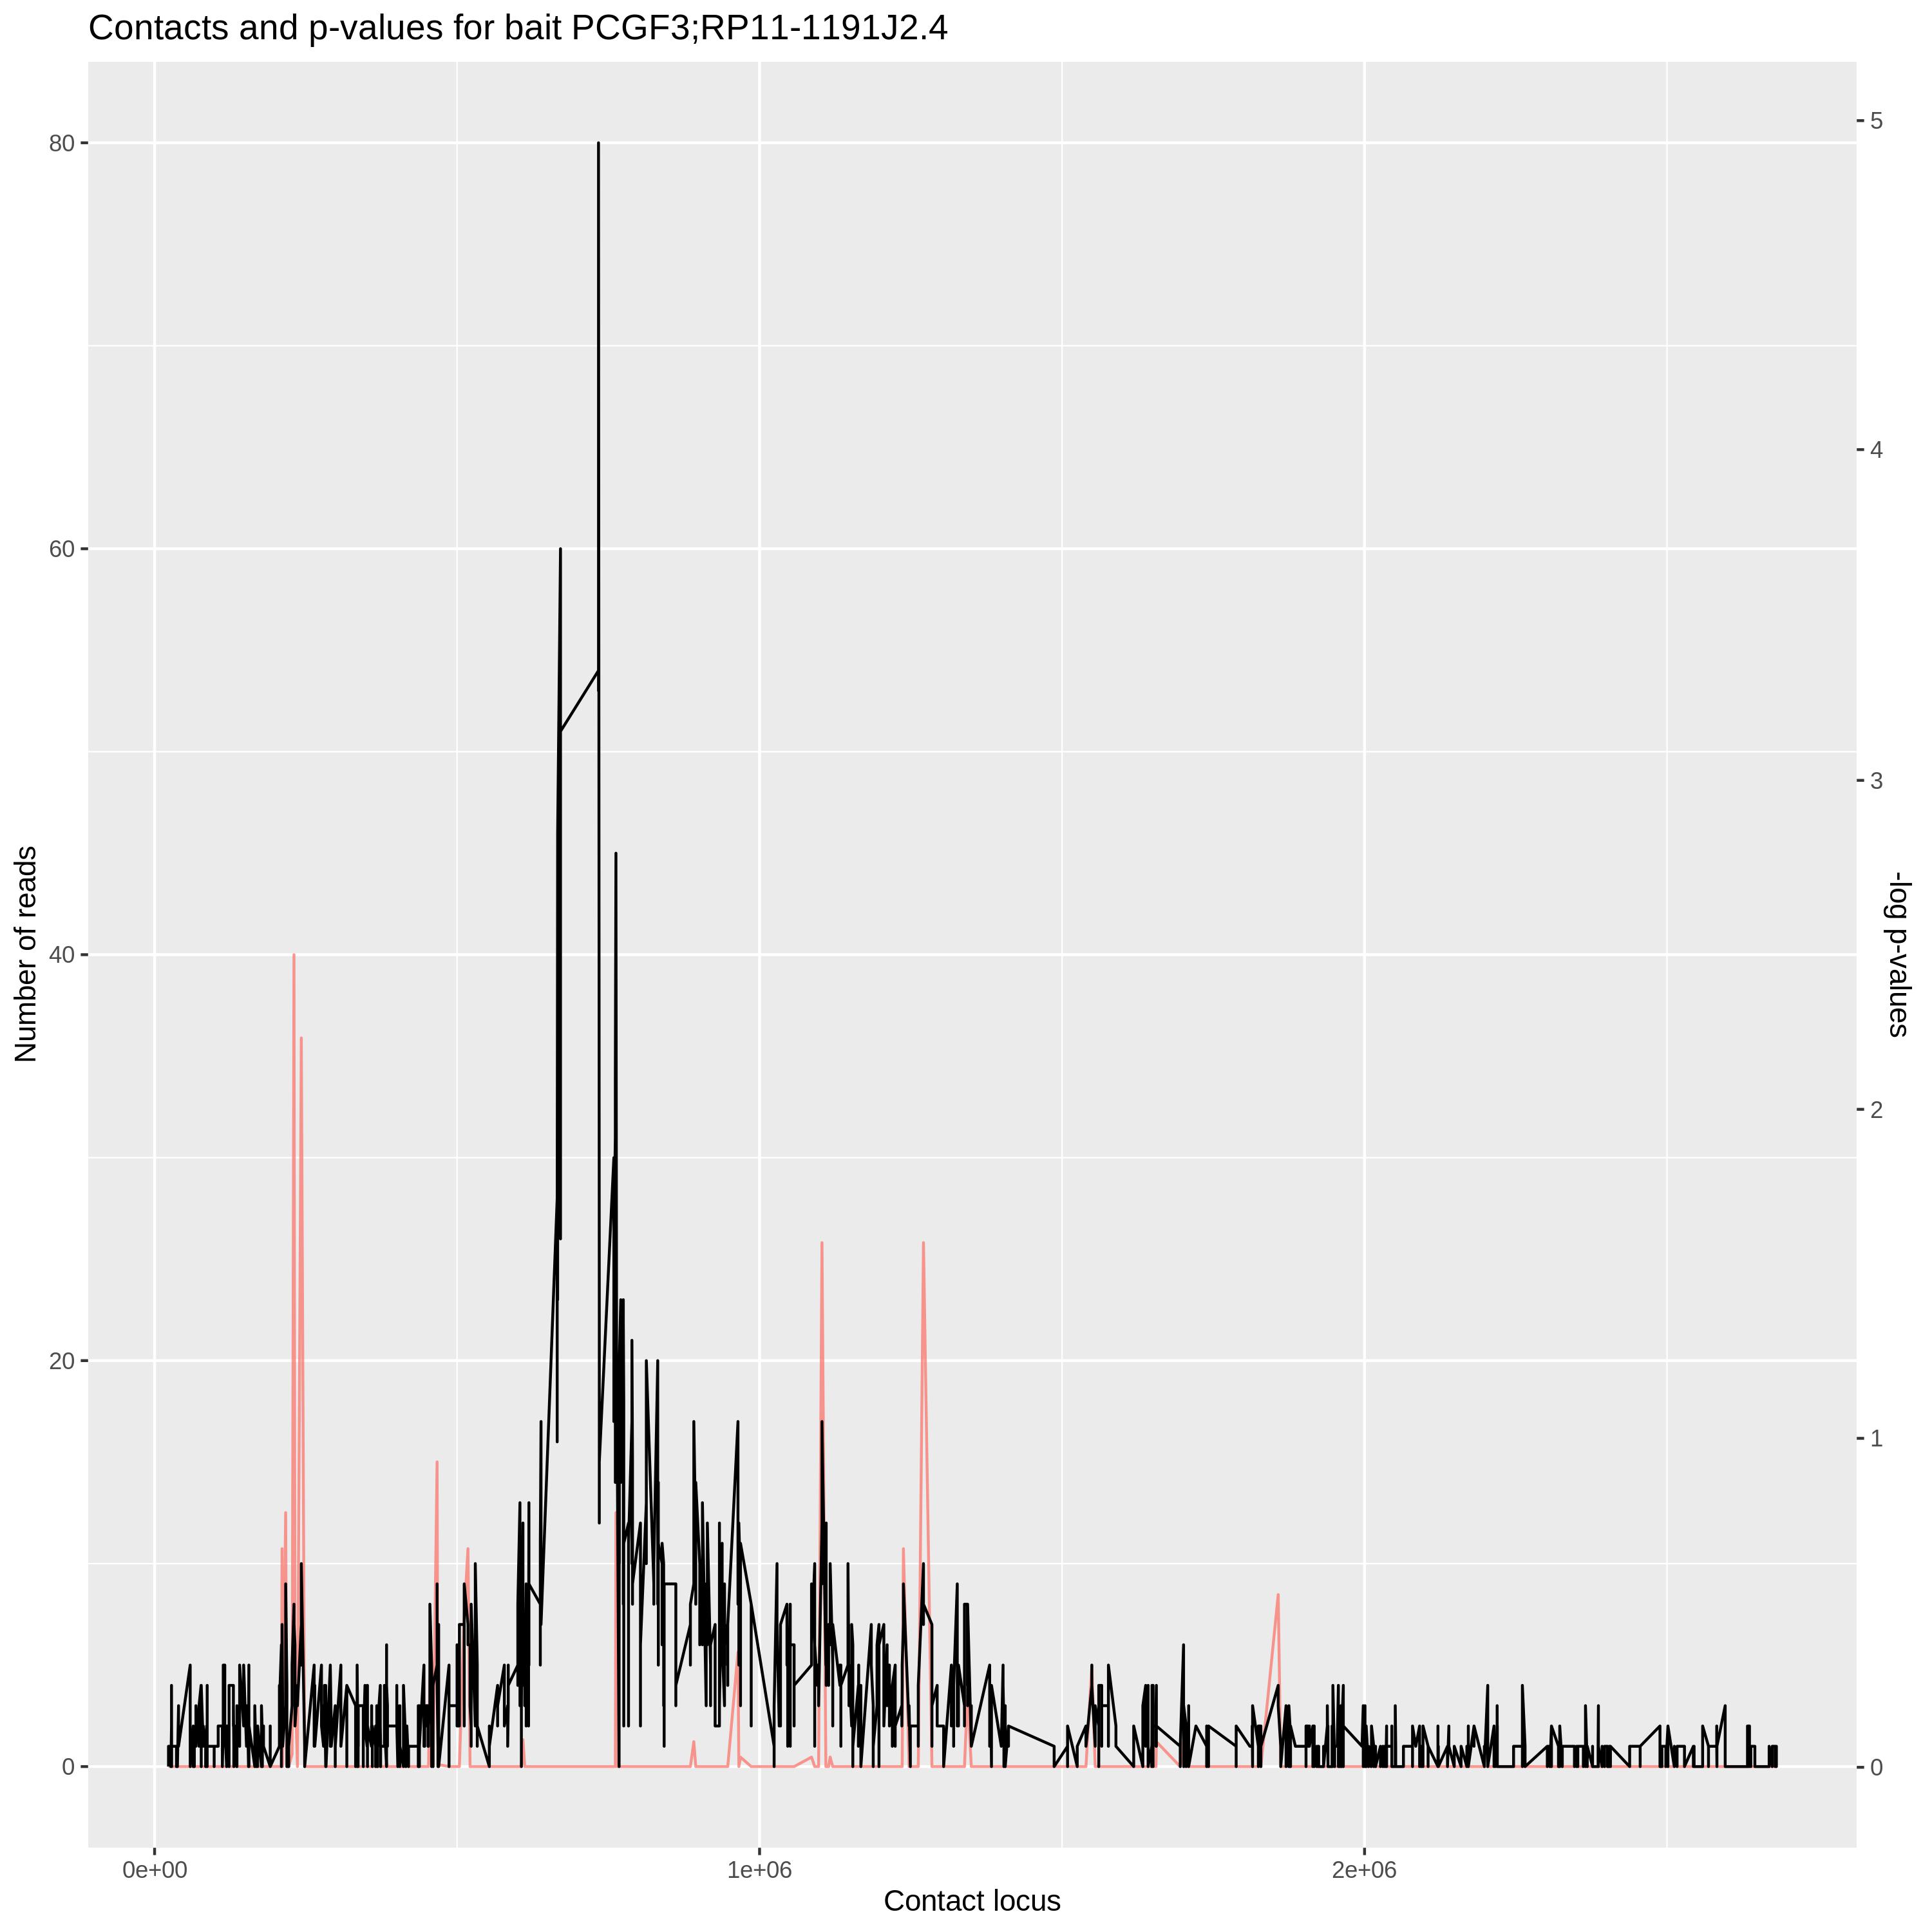 Contacts and p-values for bait PCGF3;RP11-1191J2.4
80
60
40
20
0
Number of reads
5
4
3
2
1
0
-log p-values
0e+00
1e+06
2e+06
Contact locus